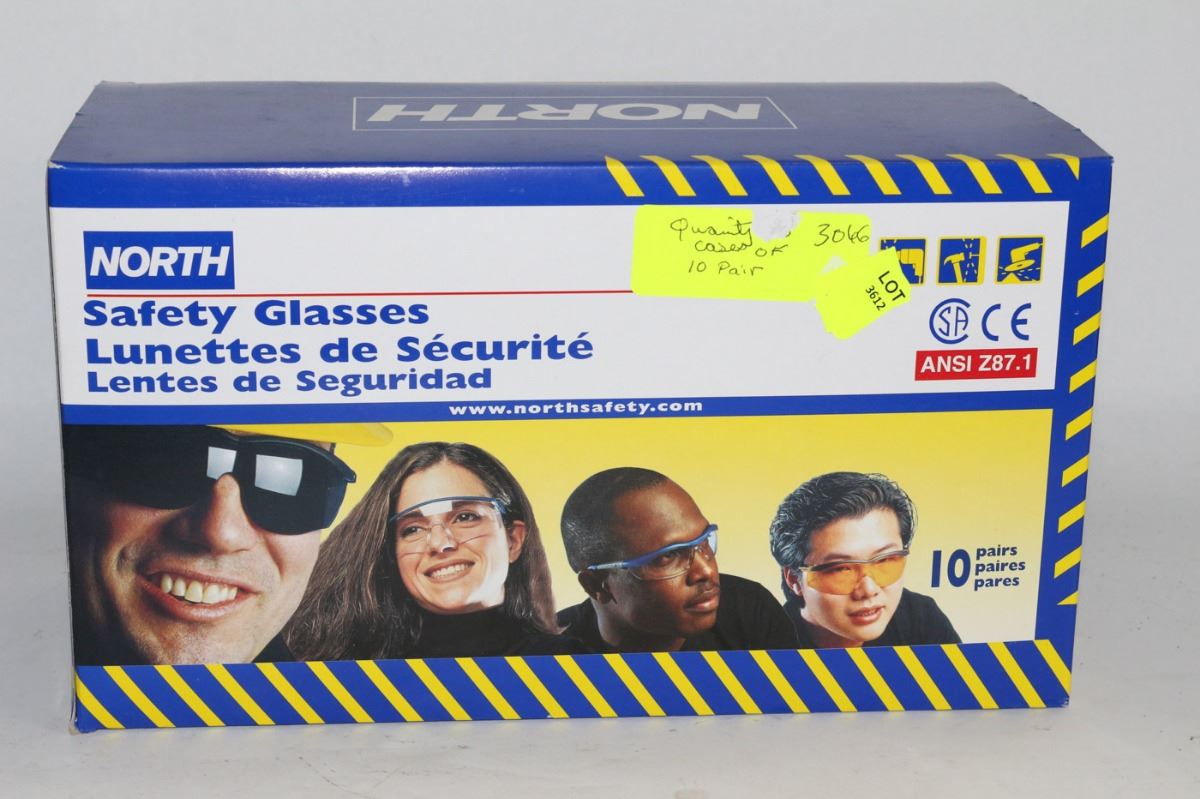 NORTH
NORTH
Safety Glasses
Lunettes de Sécurité
Lentes de Seguridad
www.northsafety.com
Quantity
cases OF
10 Pair
3046
LOT
3612
CSA CE
ANSI Z87.1
10 pairs
paires
pares